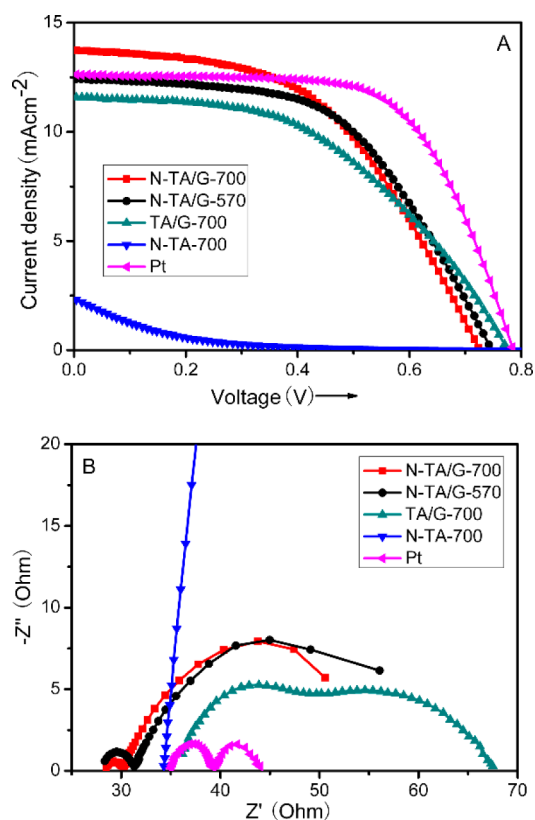 A
Current density (mAcm-2)
15
10
5
0
N-TA/G-700
N-TA/G-570
TA/G-700
N-TA-700
Pt
0.0 0.2 0.4 0.6 0.8
Voltage (V)
B
-Z" (Ohm)
20
15
10
5
0
N-TA/G-700
N-TA/G-570
TA/G-700
N-TA-700
Pt
30 40 50 60 70
Z' (Ohm)